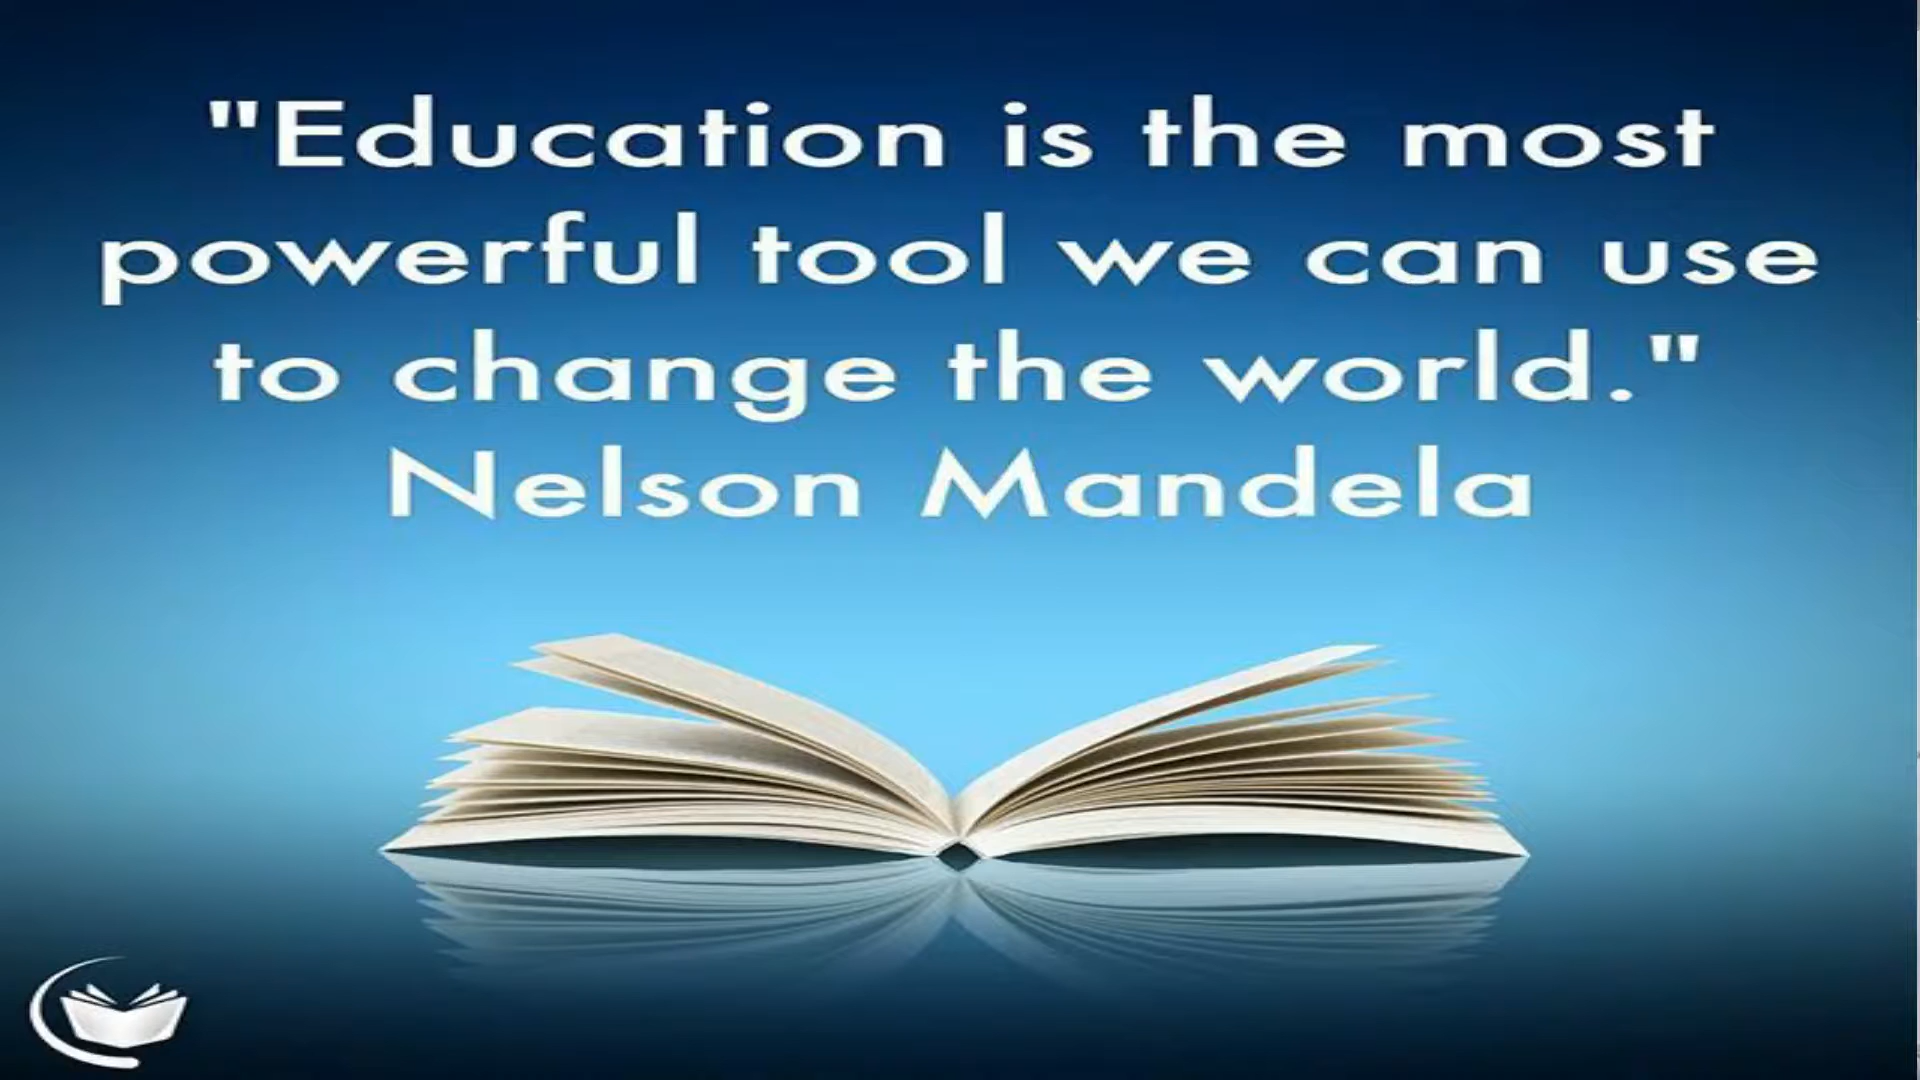 "Education is the most
powerful tool we can use
to change the world."
Nelson Mandela